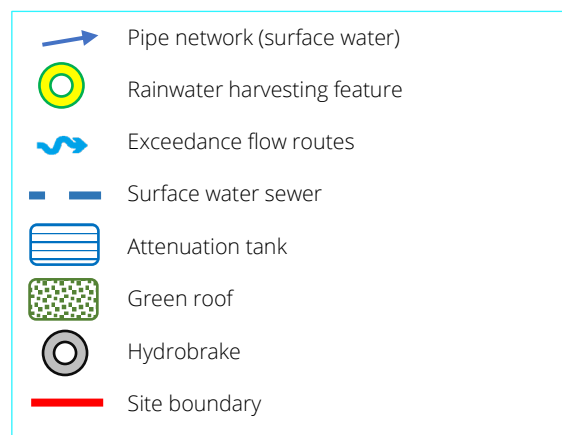 Pipe network (surface water)
Rainwater harvesting feature
Exceedance flow routes
Surface water sewer
Attenuation tank
Green roof
Hydrobrake
Site boundary